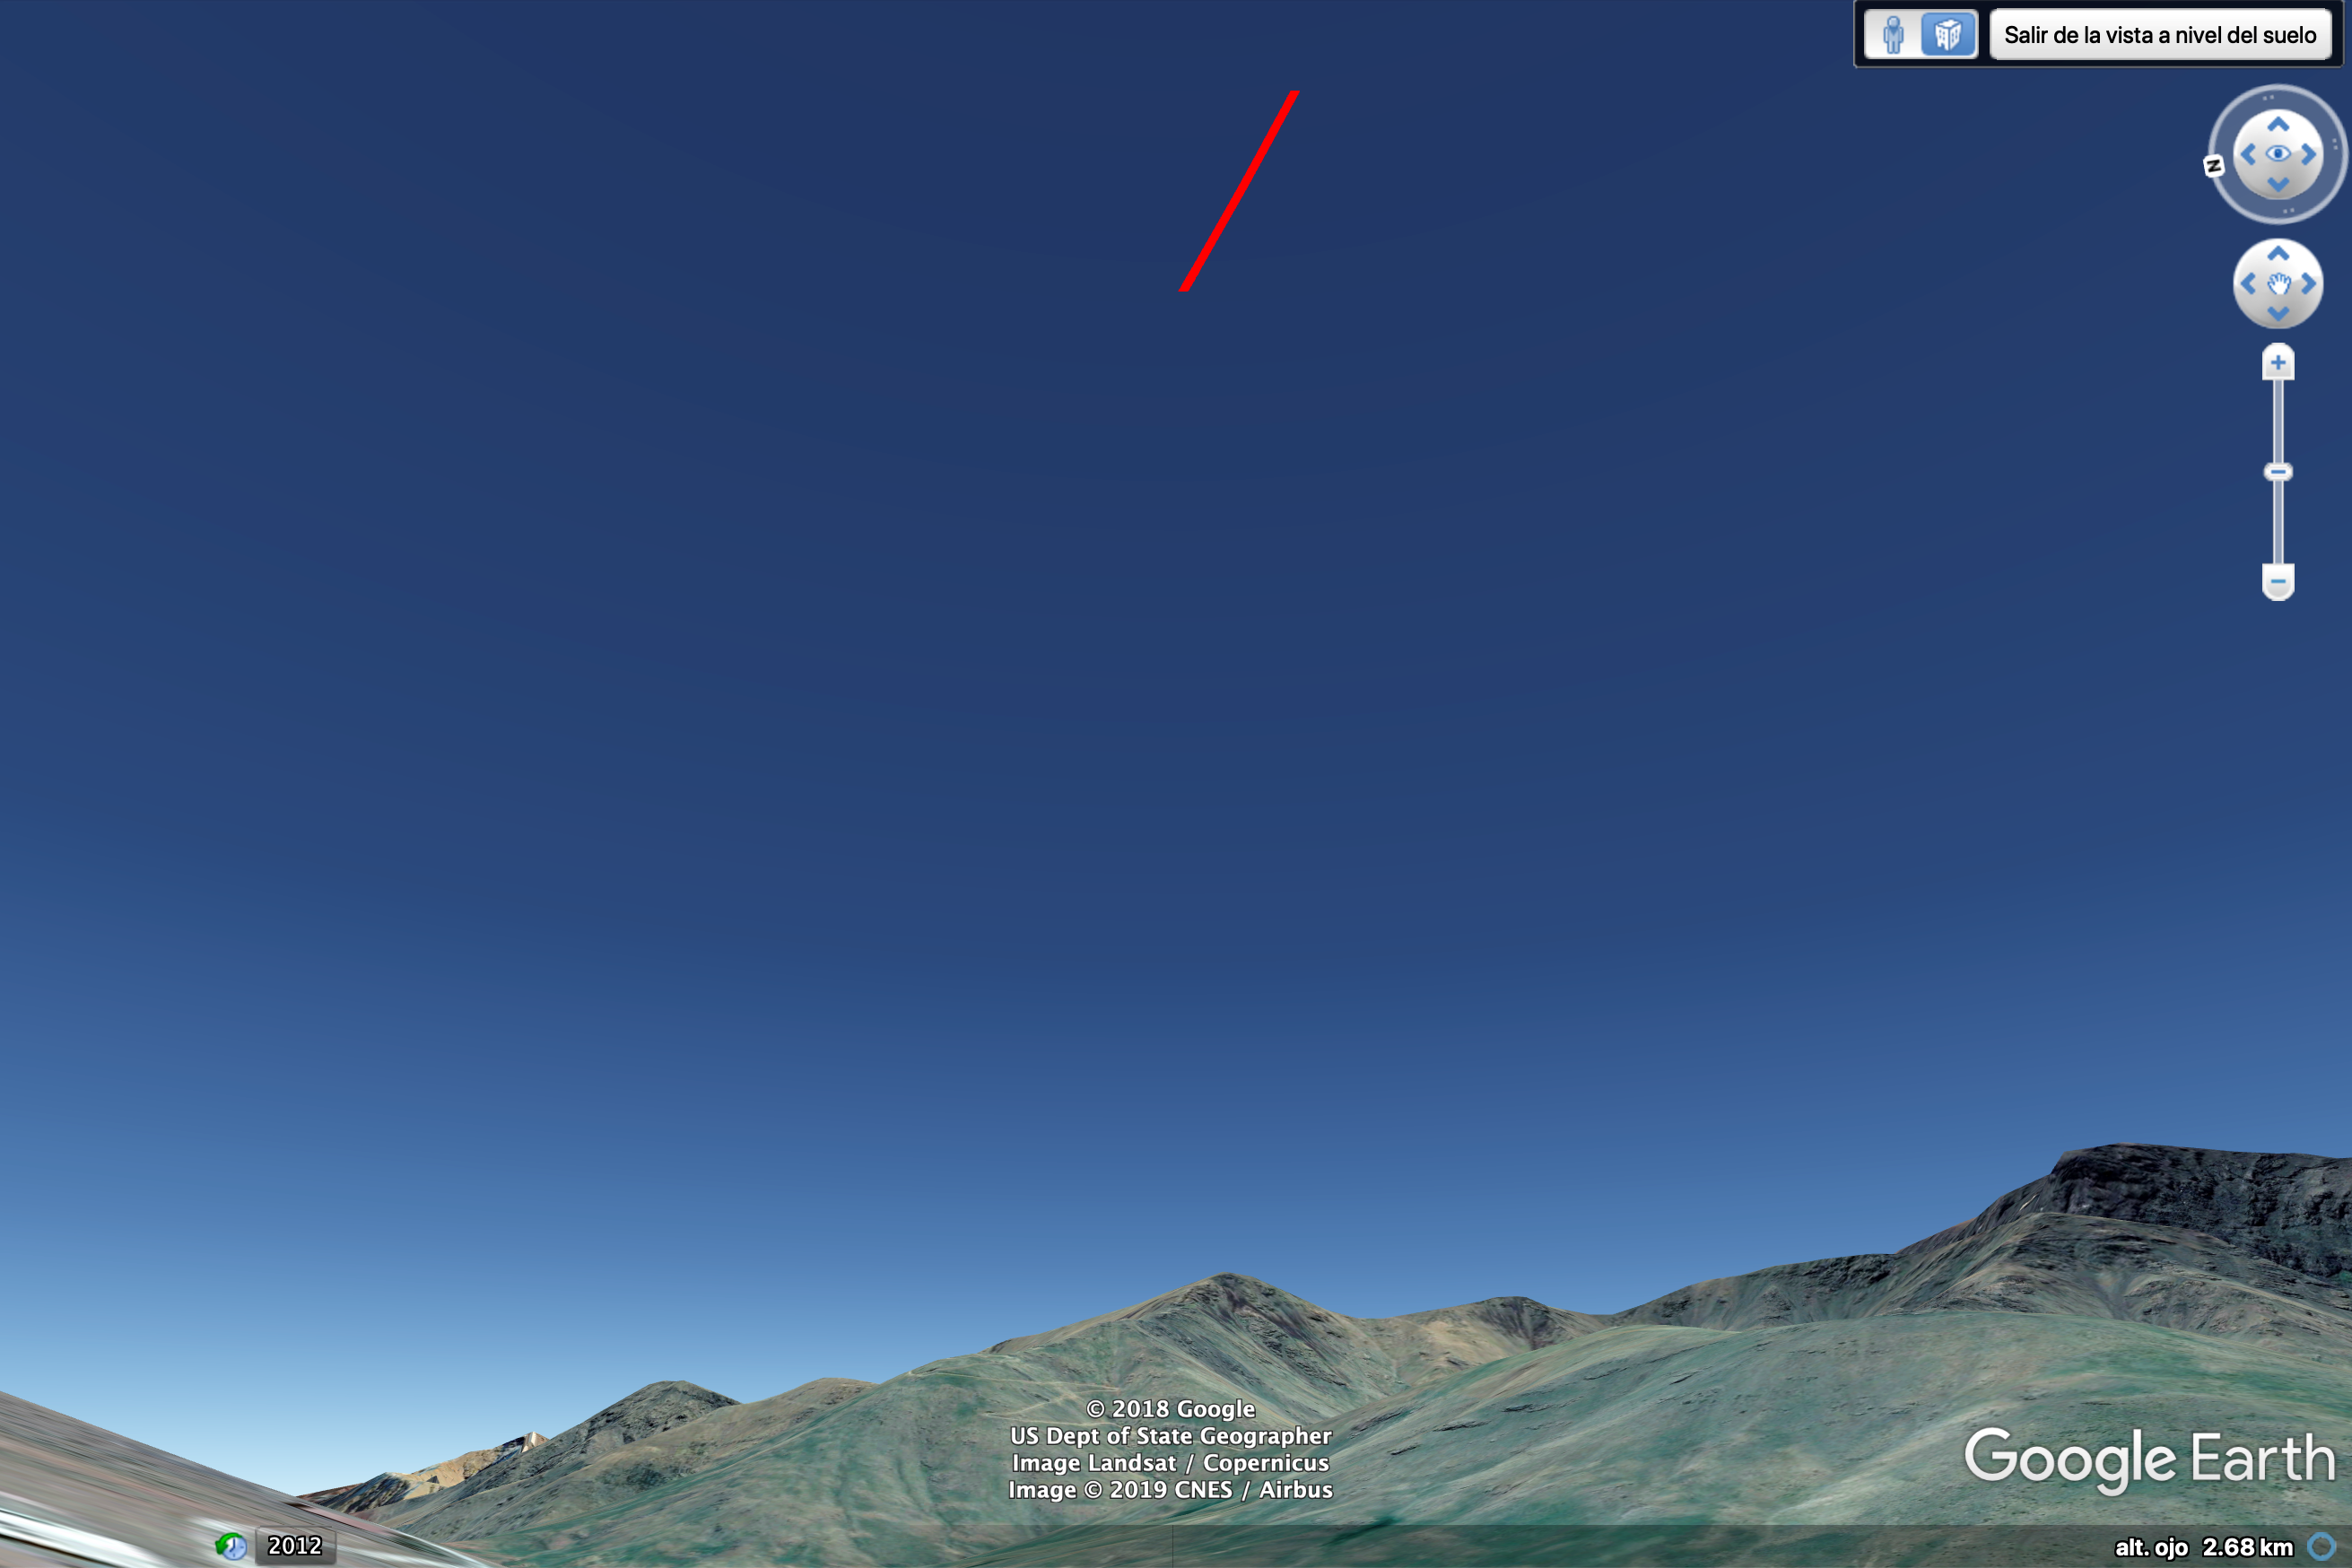 Salir de la vista a nivel del suelo
N
© 2018 Google
US Dept of State Geographer
Image Landsat / Copernicus
Image © 2019 CNES / Airbus
Google Earth
2012
alt. ojo 2.68 km